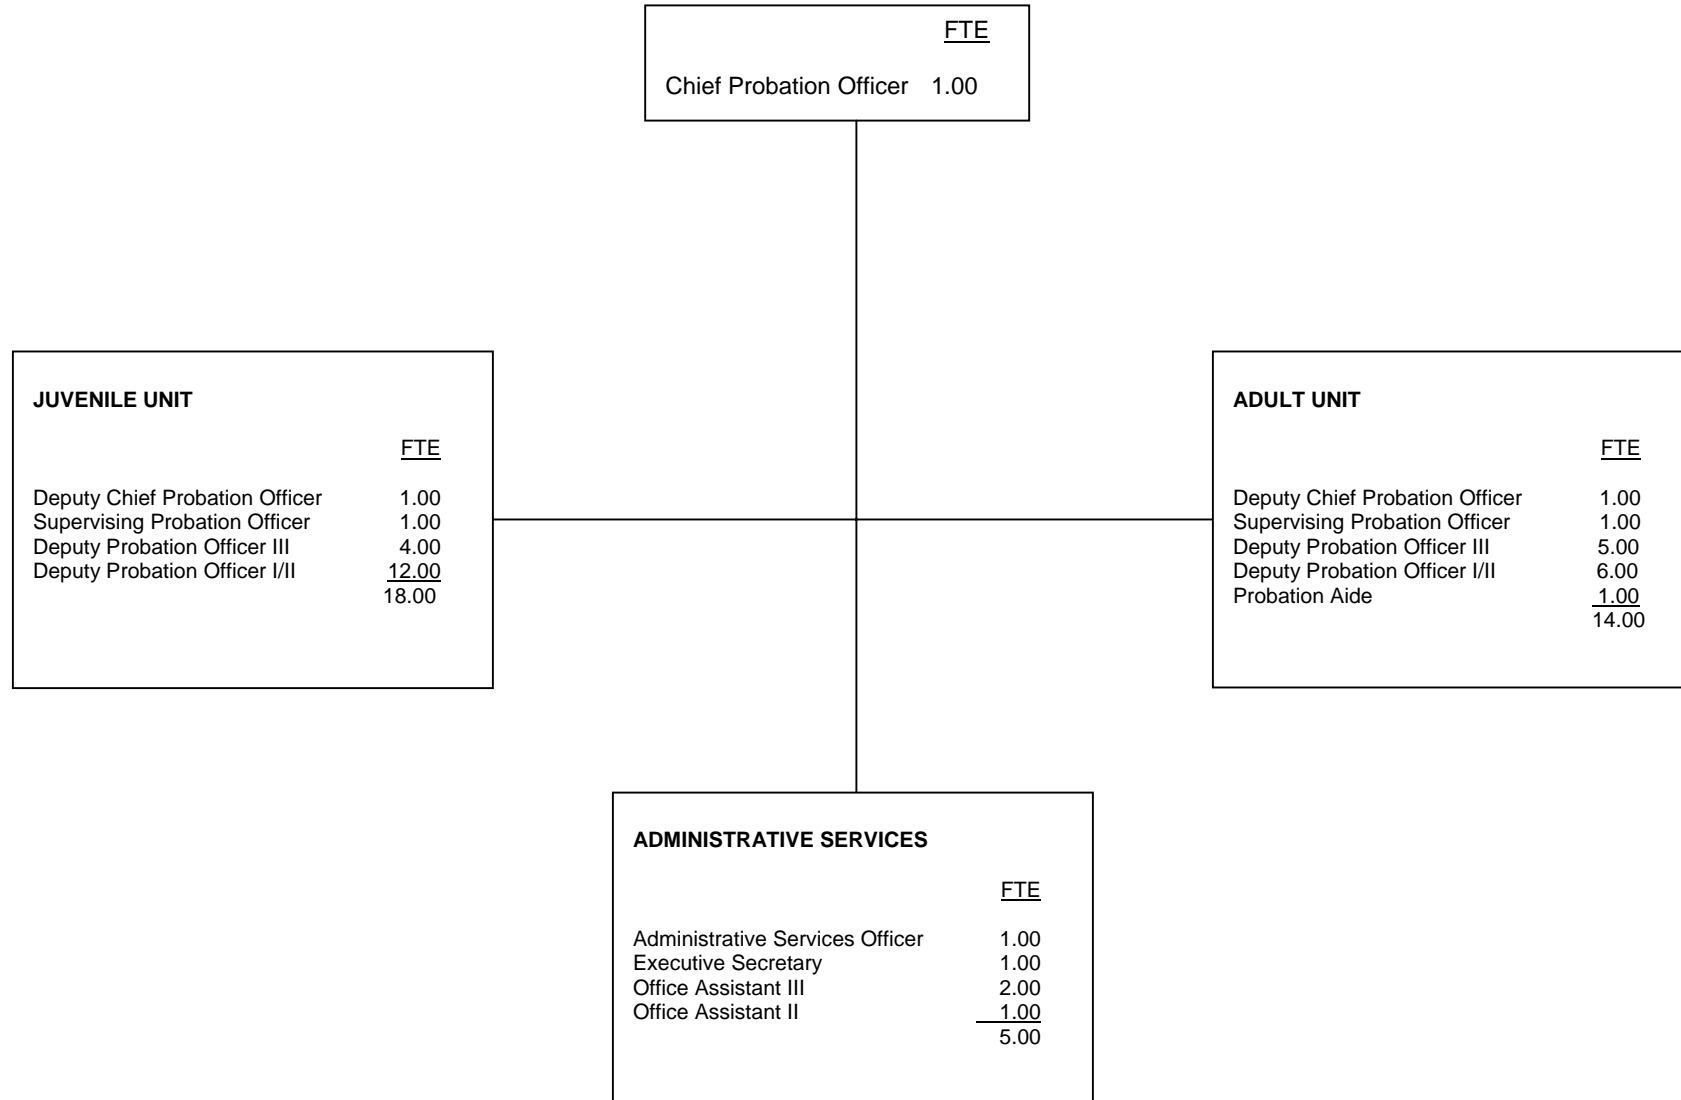 FTE
Chief Probation Officer 1.00
JUVENILE UNIT
FTE
Deputy Chief Probation Officer 1.00
Supervising Probation Officer 1.00
Deputy Probation Officer III 4.00
Deputy Probation Officer I/II 12.00
18.00
ADULT UNIT
FTE
Deputy Chief Probation Officer 1.00
Supervising Probation Officer 1.00
Deputy Probation Officer III 5.00
Deputy Probation Officer I/II 6.00
Probation Aide 1.00
14.00
ADMINISTRATIVE SERVICES
FTE
Administrative Services Officer 1.00
Executive Secretary 1.00
Office Assistant III 2.00
Office Assistant II 1.00
5.00